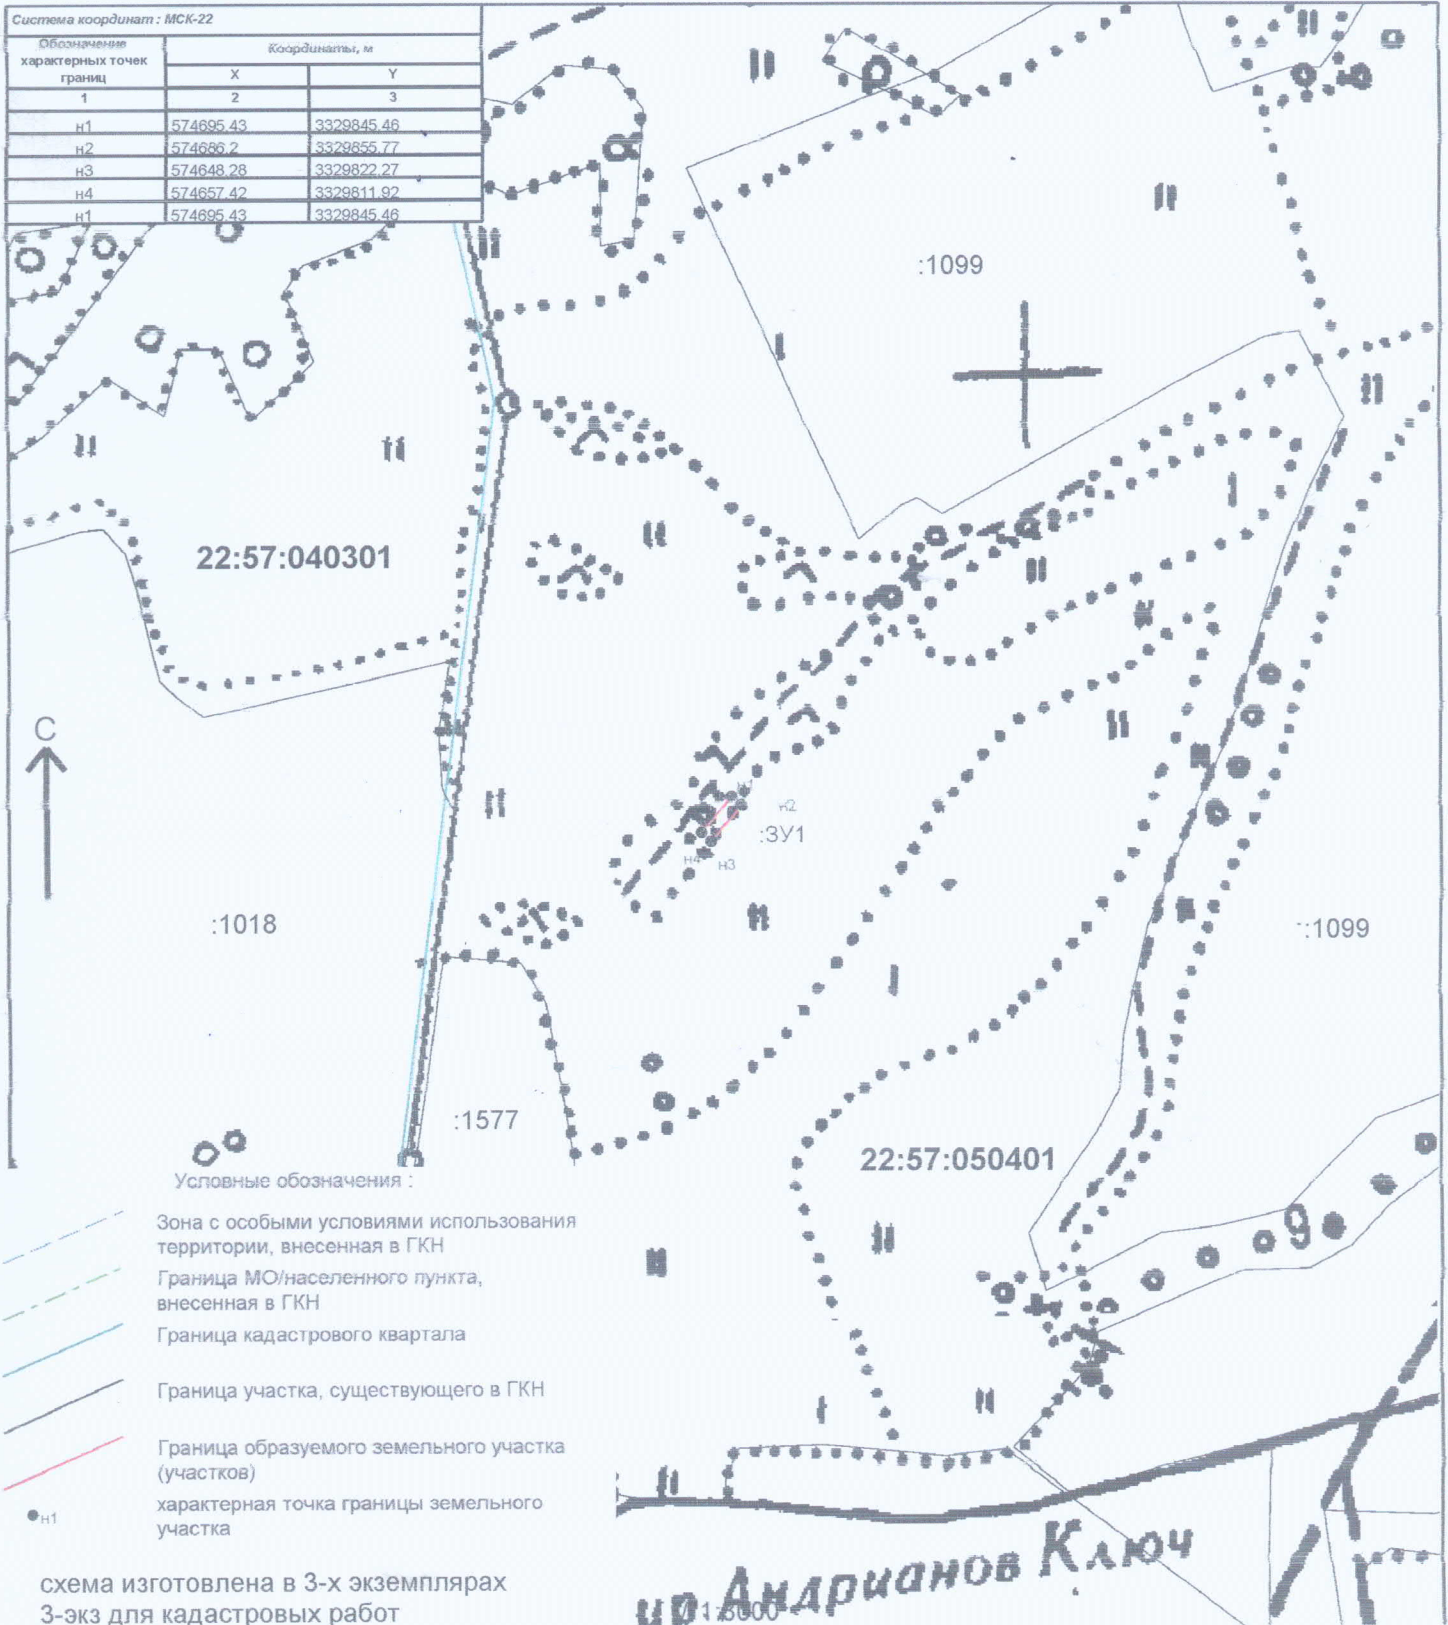 Система координат : МСК-22
Обозначение характерных точек границ
Координаты, м
X Y
1 2 3
н1 574695.43 3329845.46
н2 574686.2 3329855.77
н3 574648.28 3329822.27
н4 574657.42 3329811.92
н1 574695.43 3329845.46
9
:1099
22:57:040301
С
н2
:ЗУ1
н4 н3
:1018
:1099
:1577
22:57:050401
9
Условные обозначения :
Зона с особыми условиями использования
территории, внесенная в ГКН
Граница МО/населенного пункта,
внесенная в ГКН
Граница кадастрового квартала
Граница участка, существующего в ГКН
Граница образуемого земельного участка
(участков)
н1 характерная точка границы земельного
участка
схема изготовлена в 3-х экземплярах
3-экз для кадастровых работ
ур Андрианов Ключ